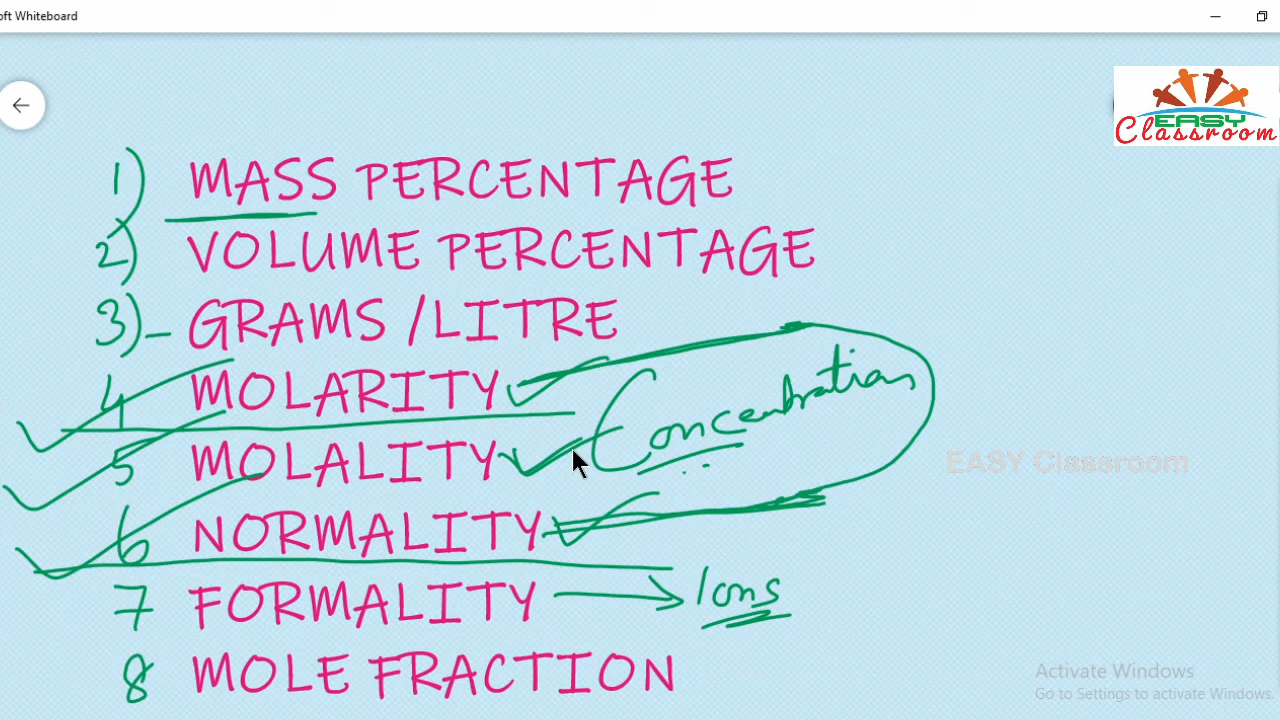 oft Whiteboard
EASY
Classroom
1) MASS PERCENTAGE
2) VOLUME PERCENTAGE
3) - GRAMS /LITRE
4 MOLARITY
Concentration
5 MOLALITY
EASY Classroom
6 NORMALITY
7 FORMALITY → Ions
8 MOLE FRACTION
Activate Windows
Go to Settings to activate Windows.